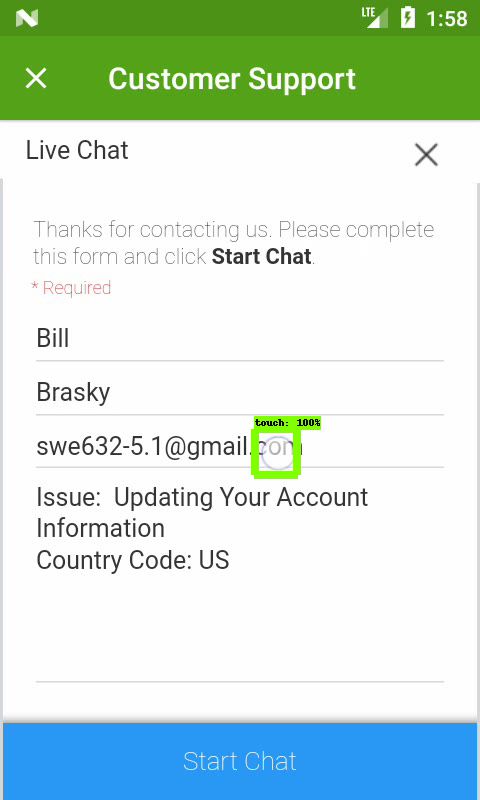 LTE 1:58
Customer Support
Live Chat
Thanks for contacting us. Please complete
this form and click Start Chat.
* Required
Bill
Brasky
touch: 100%
swe632-5.1@gmail.com
Issue:  Updating Your Account
Information
Country Code: US
Start Chat